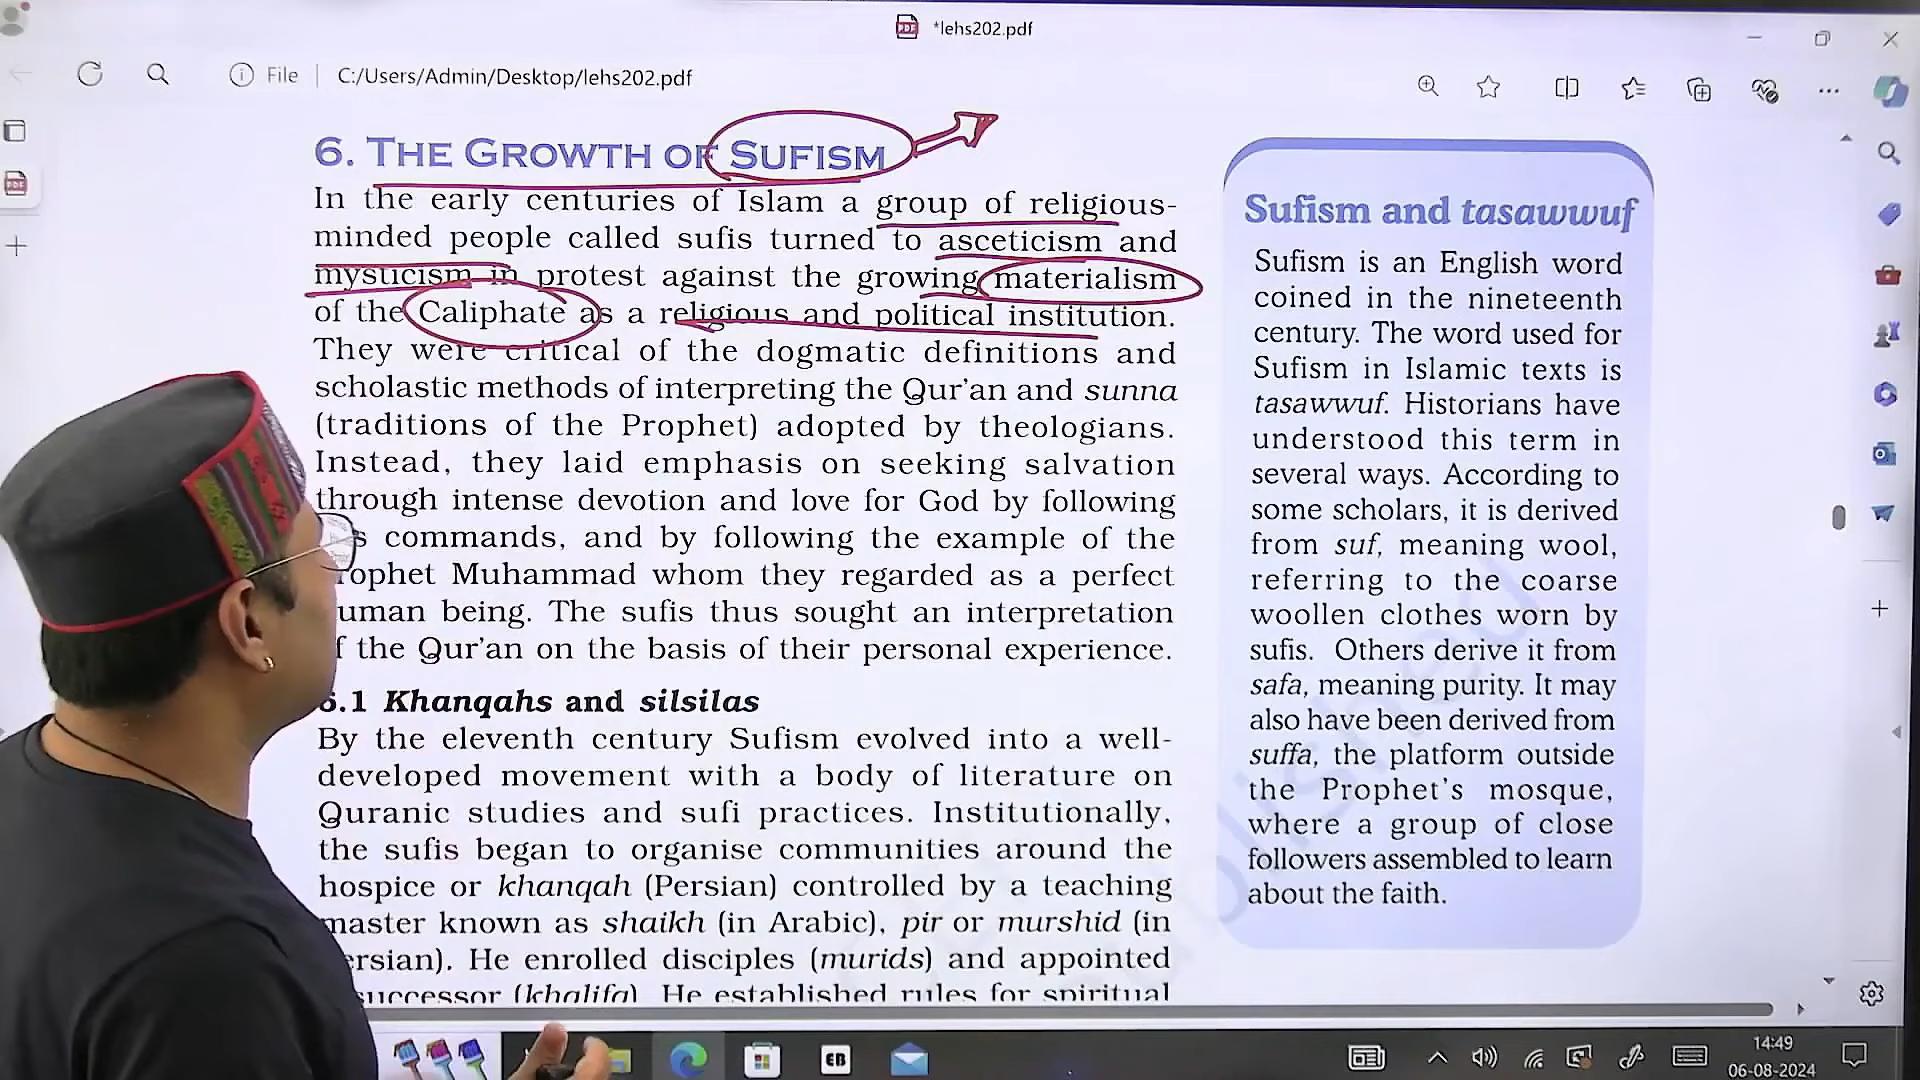 *lehs202.pdf
File
C:/Users/Admin/Desktop/lehs202.pdf
6. THE GROWTH OF SUFISM
In the early centuries of Islam a group of religious-
minded people called sufis turned to asceticism and
mysticism in protest against the growing materialism
of the Caliphate as a religious and political institution.
They were critical of the dogmatic definitions and
scholastic methods of interpreting the Qur'an and sunna
(traditions of the Prophet) adopted by theologians.
Instead, they laid emphasis on seeking salvation
through intense devotion and love for God by following
commands, and by following the example of the
rophet Muhammad whom they regarded as a perfect
uman being. The sufis thus sought an interpretation
f the Qur'an on the basis of their personal experience.
6.1 Khanqahs and silsilas
By the eleventh century Sufism evolved into a well-
developed movement with a body of literature on
Quranic studies and sufi practices. Institutionally,
the sufis began to organise communities around the
hospice or khanqah (Persian) controlled by a teaching
master known as shaikh (in Arabic), pir or murshid (in
ersian). He enrolled disciples (murids) and appointed
successor (khalifa). He established rules for spiritual
Sufism and tasawwuf
Sufism is an English word
coined in the nineteenth
century. The word used for
Sufism in Islamic texts is
tasawwuf. Historians have
understood this term in
several ways. According to
some scholars, it is derived
from suf, meaning wool,
referring to the coarse
woollen clothes worn by
sufis. Others derive it from
safa, meaning purity. It may
also have been derived from
suffa, the platform outside
the Prophet's mosque,
where a group of close
followers assembled to learn
about the faith.
EB
14:49
06-08-2024